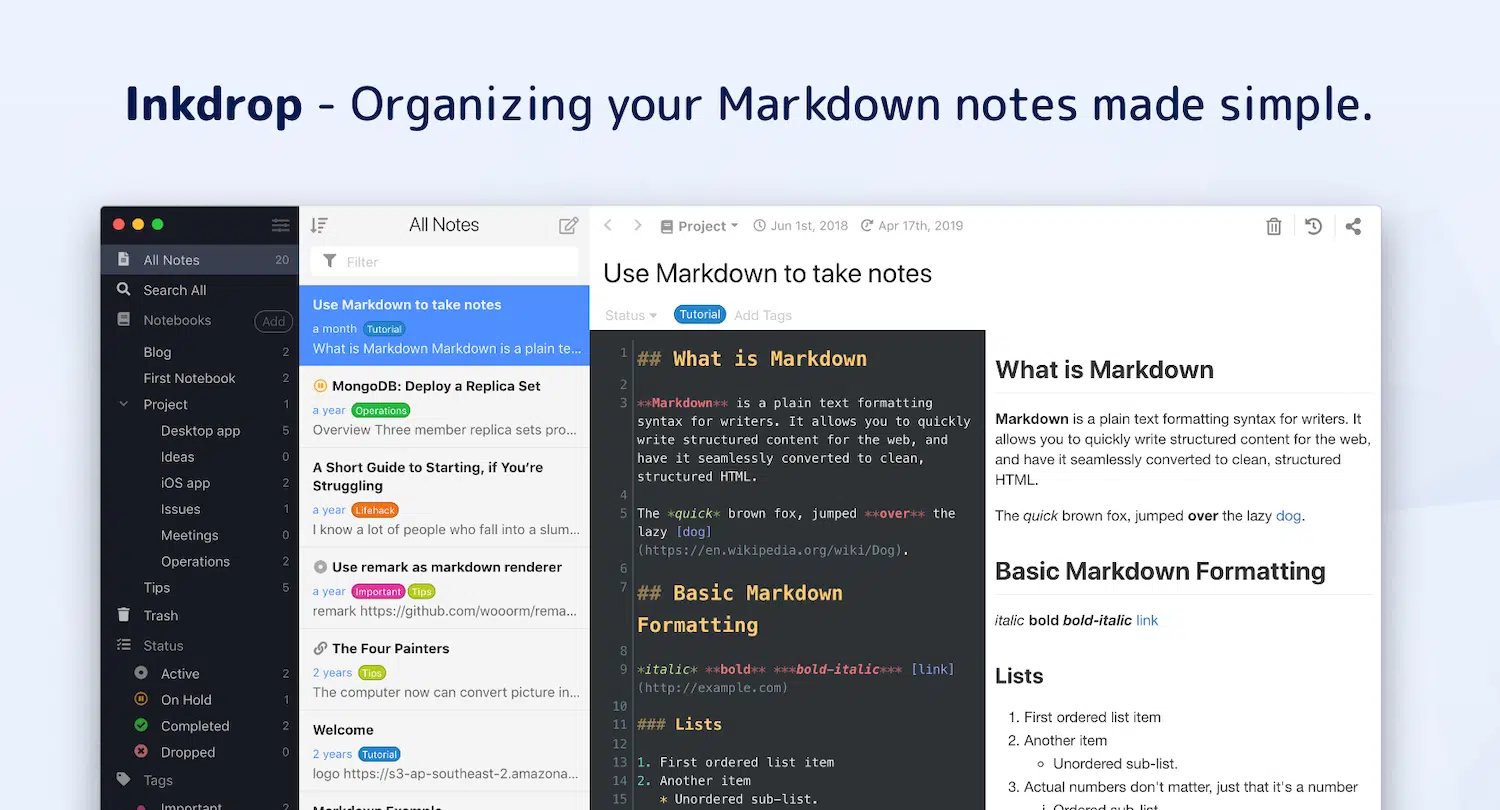 Inkdrop - Organizing your Markdown notes made simple.
All Notes 20
Search All
Notebooks Add
Blog 2
First Notebook 2
Project 1
Desktop app 5
Ideas 0
iOS app 2
Issues 1
Meetings 0
Operations 2
Tips 5
Trash
Status
Active 2
On Hold 1
Completed 2
Dropped 0
Tags
Important 2
All Notes
Filter
Use Markdown to take notes
a month Tutorial
What is Markdown Markdown is a plain te...
MongoDB: Deploy a Replica Set
a year Operations
Overview Three member replica sets pro...
A Short Guide to Starting, if You’re
Struggling
a year Lifehack
I know a lot of people who fall into a slum...
Use remark as markdown renderer
a year Important Tips
remark https://github.com/wooorm/rema...
The Four Painters
2 years Tips
The computer now can convert picture in...
Welcome
2 years Tutorial
logo https://s3-ap-southeast-2.amazona...
Markdown Example
Project Jun 1st, 2018 Apr 17th, 2019
Use Markdown to take notes
Status Tutorial Add Tags
1 ## What is Markdown
2
3 **Markdown** is a plain text formatting
syntax for writers. It allows you to quickly
write structured content for the web, and
have it seamlessly converted to clean,
structured HTML.
4
5 The *quick* brown fox, jumped **over** the
lazy [dog]
(https://en.wikipedia.org/wiki/Dog).
6
7 ## Basic Markdown
Formatting
8
9 *italic* **bold** ***bold-italic*** [link]
(http://example.com)
10
11 ### Lists
12
13 1. First ordered list item
14 2. Another item
15 * Unordered sub-list.
What is Markdown
Markdown is a plain text formatting syntax for writers. It
allows you to quickly write structured content for the web,
and have it seamlessly converted to clean, structured
HTML.
The quick brown fox, jumped over the lazy dog.
Basic Markdown Formatting
italic bold bold-italic link
Lists
1. First ordered list item
2. Another item
Unordered sub-list.
3. Actual numbers don't matter, just that it's a number
i. Ordered sub-list